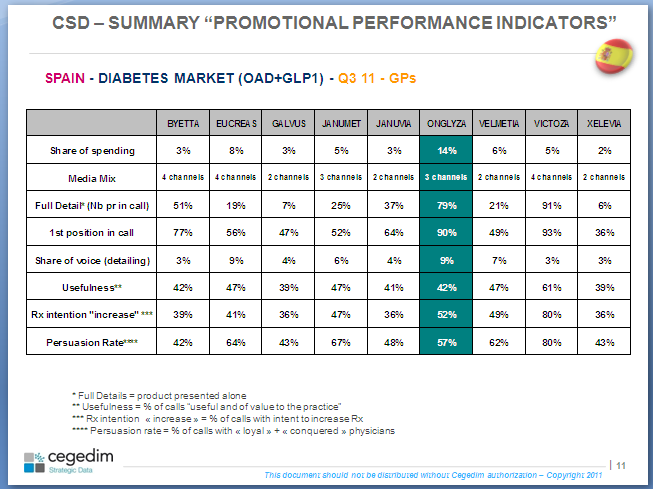 CSD – SUMMARY “PROMOTIONAL PERFORMANCE INDICATORS”
SPAIN - DIABETES MARKET (OAD+GLP1) - Q3 11 - GPs
BYETTA EUCREAS GALVUS JANUMET JANUVIA ONGLYZA VELMETIA VICTOZA XELEVIA
Share of spending 3% 8% 3% 5% 3% 14% 6% 5% 2%
Media Mix 4 channels 4 channels 2 channels 3 channels 2 channels 3 channels 2 channels 4 channels 2 channels
Full Detail* (Nb pr in call) 51% 19% 7% 25% 37% 79% 21% 91% 6%
1st position in call 77% 56% 47% 52% 64% 90% 49% 93% 36%
Share of voice (detailing) 3% 9% 4% 6% 4% 9% 7% 3% 3%
Usefulness** 42% 47% 39% 47% 41% 42% 47% 61% 39%
Rx intention "increase" *** 39% 41% 36% 47% 36% 52% 49% 80% 36%
Persuasion Rate**** 42% 64% 43% 67% 48% 57% 62% 80% 43%
* Full Details = product presented alone
** Usefulness = % of calls “useful and of value to the practice”
*** Rx intention « increase » = % of calls with intent to increase Rx
**** Persuasion rate = % of calls with « loyal » + « conquered » physicians
cegedim
Strategic Data
11
This document should not be distributed without Cegedim authorization – Copyright 2011